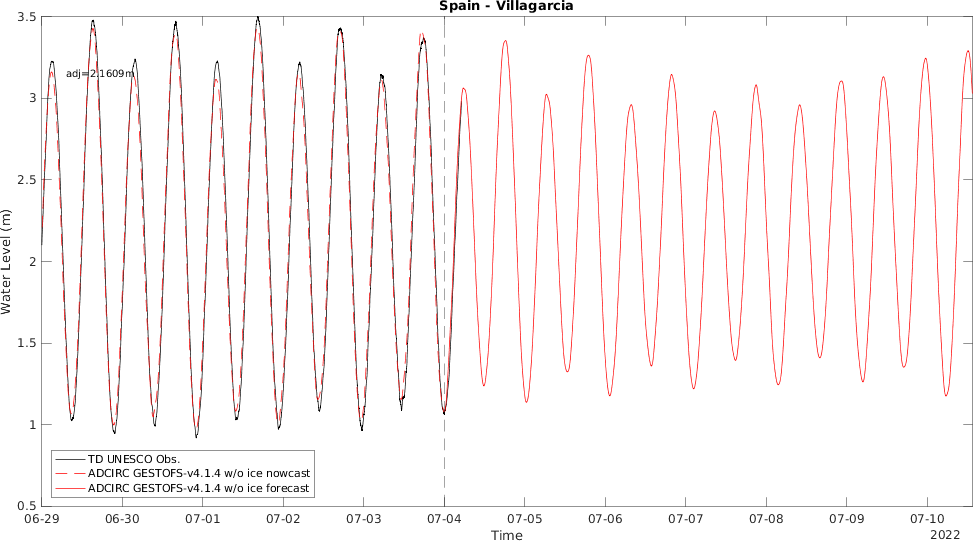 Spain - Villagarcia
3.5
3
2.5
2
1.5
1
0.5
Water Level (m)
adj=2.1609m
TD UNESCO Obs.
ADCIRC GESTOFS-v4.1.4 w/o ice nowcast
ADCIRC GESTOFS-v4.1.4 w/o ice forecast
06-29 06-30 07-01 07-02 07-03 07-04 07-05 07-06 07-07 07-08 07-09 07-10
Time
2022